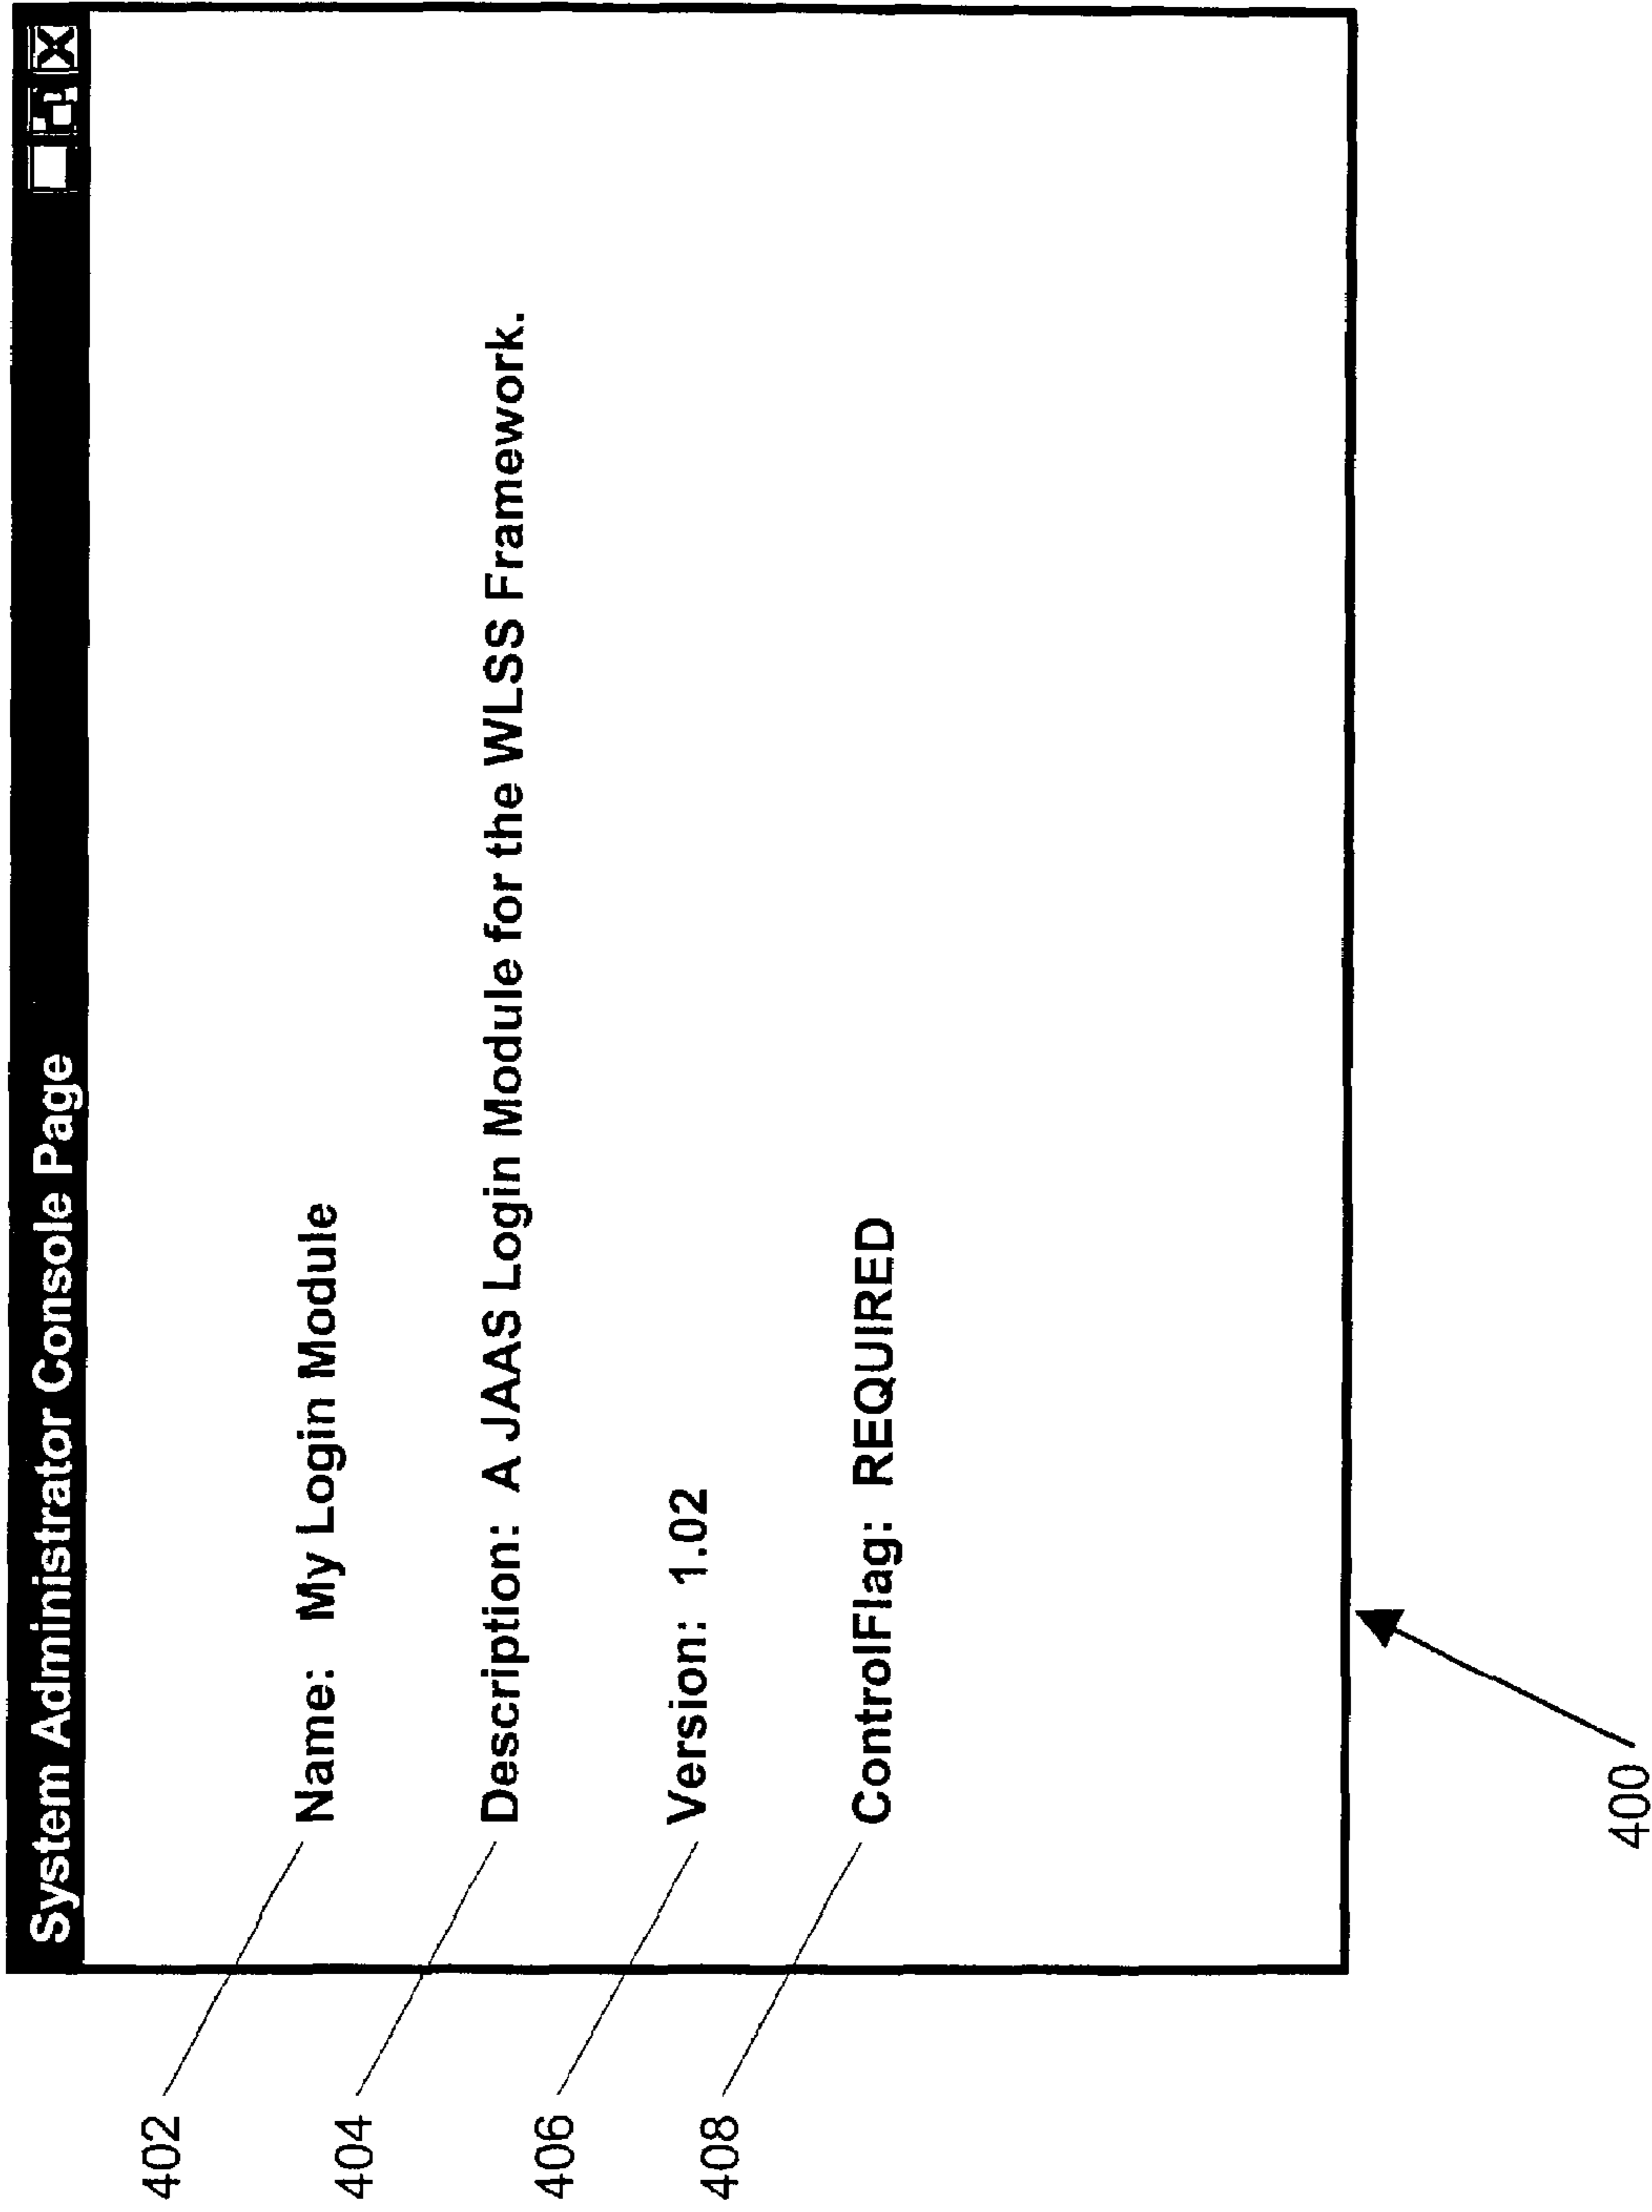 System Administrator Console Page
402
Name: My Login Module
404
Description: A JAAS Login Module for the WLSS Framework.
406
Version: 1.02
408
ControlFlag: REQUIRED
400